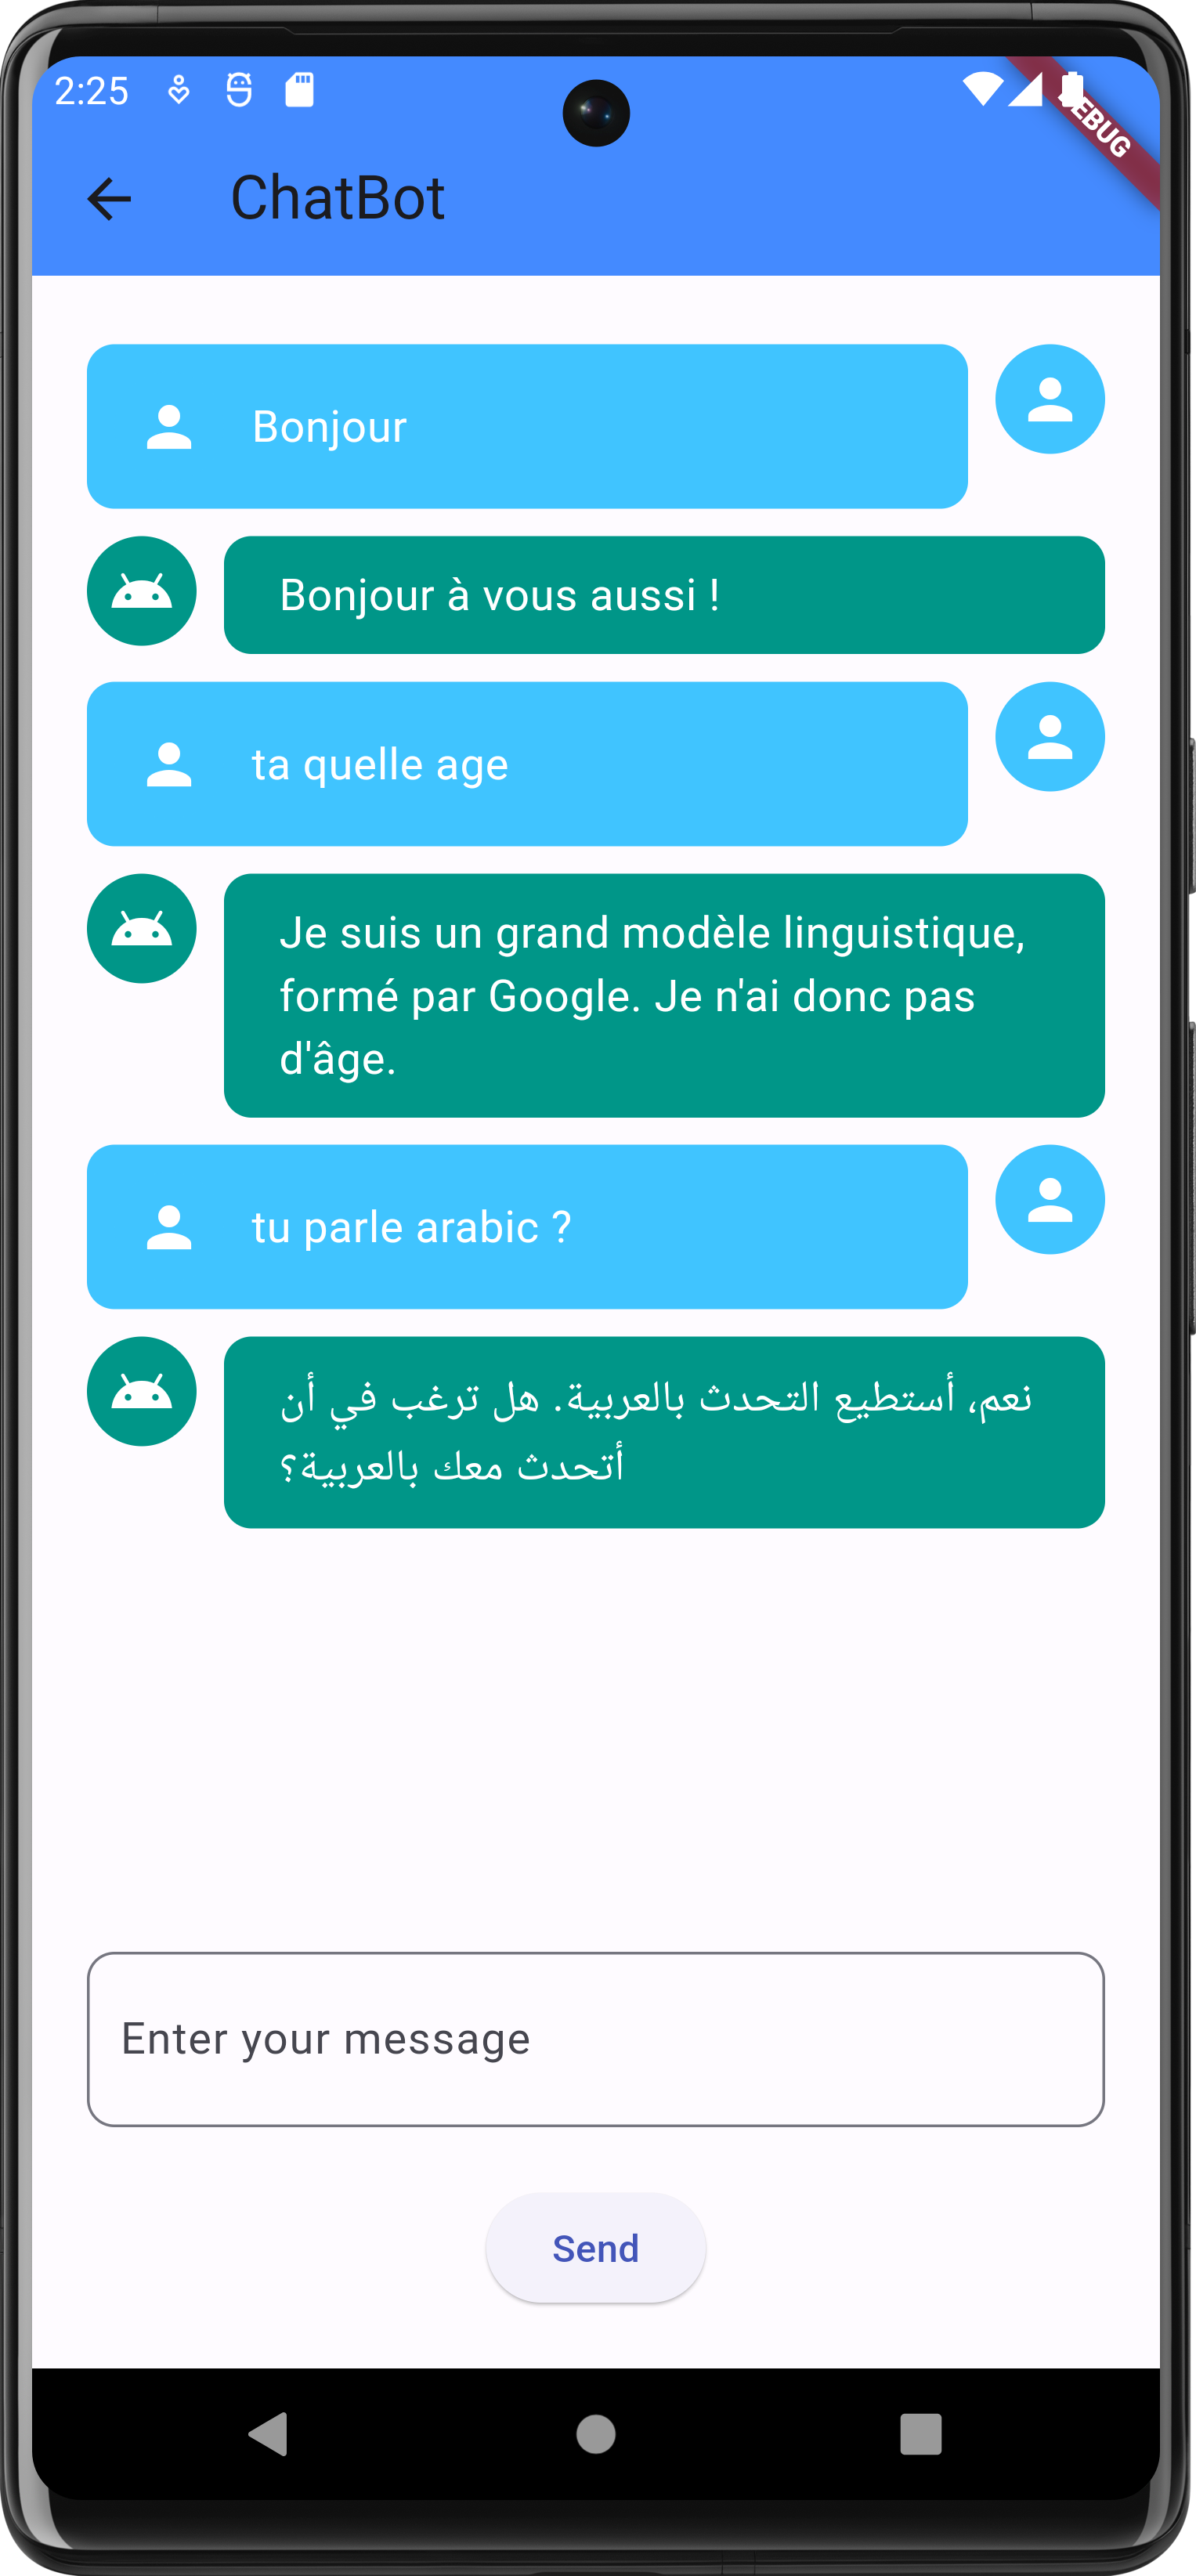 2:25
DEBUG
ChatBot
Bonjour
Bonjour à vous aussi !
ta quelle age
Je suis un grand modèle linguistique,
formé par Google. Je n'ai donc pas
d'âge.
tu parle arabic ?
نعم، أستطيع التحدث بالعربية. هل ترغب في أن
أتحدث معك بالعربية؟
Enter your message
Send